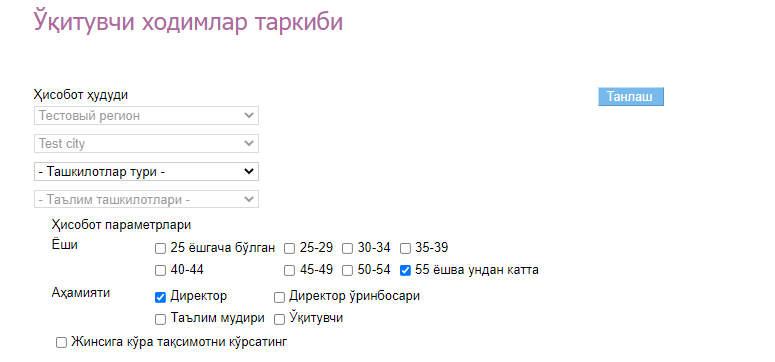 Ўқитувчи ходимлар таркиби
Ҳисобот ҳудуди
Танлаш
Тестовый регион
Test city
- Ташкилотлар тури -
- Таълим ташкилотлари -
Ҳисобот параметрлари
Ёши
25 ёшгача бўлган 25-29 30-34 35-39
40-44 45-49 50-54 55 ёшва ундан катта
Аҳамияти
Директор Директор ўринбосари
Таълим мудири Ўқитувчи
Жинсига кўра тақсимотни кўрсатинг